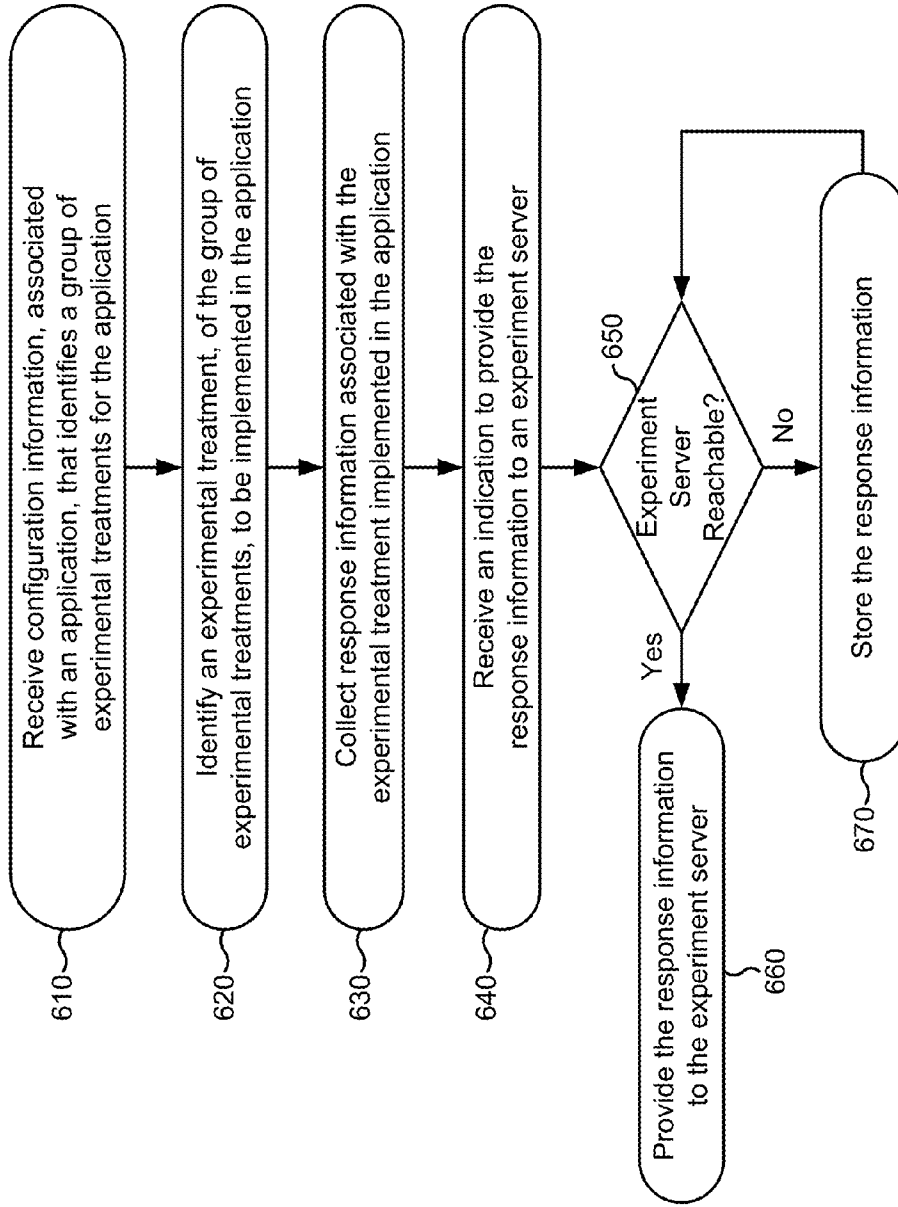 Receive configuration information, associated
with an application, that identifies a group of
experimental treatments for the application
610
Identify an experimental treatment, of the group of
experimental treatments, to be implemented in the application
620
Collect response information associated with the
experimental treatment implemented in the application
630
Receive an indication to provide the
response information to an experiment server
640
Experiment
Server
Reachable?
650
Yes
No
Provide the response information
to the experiment server
660
Store the response information
670